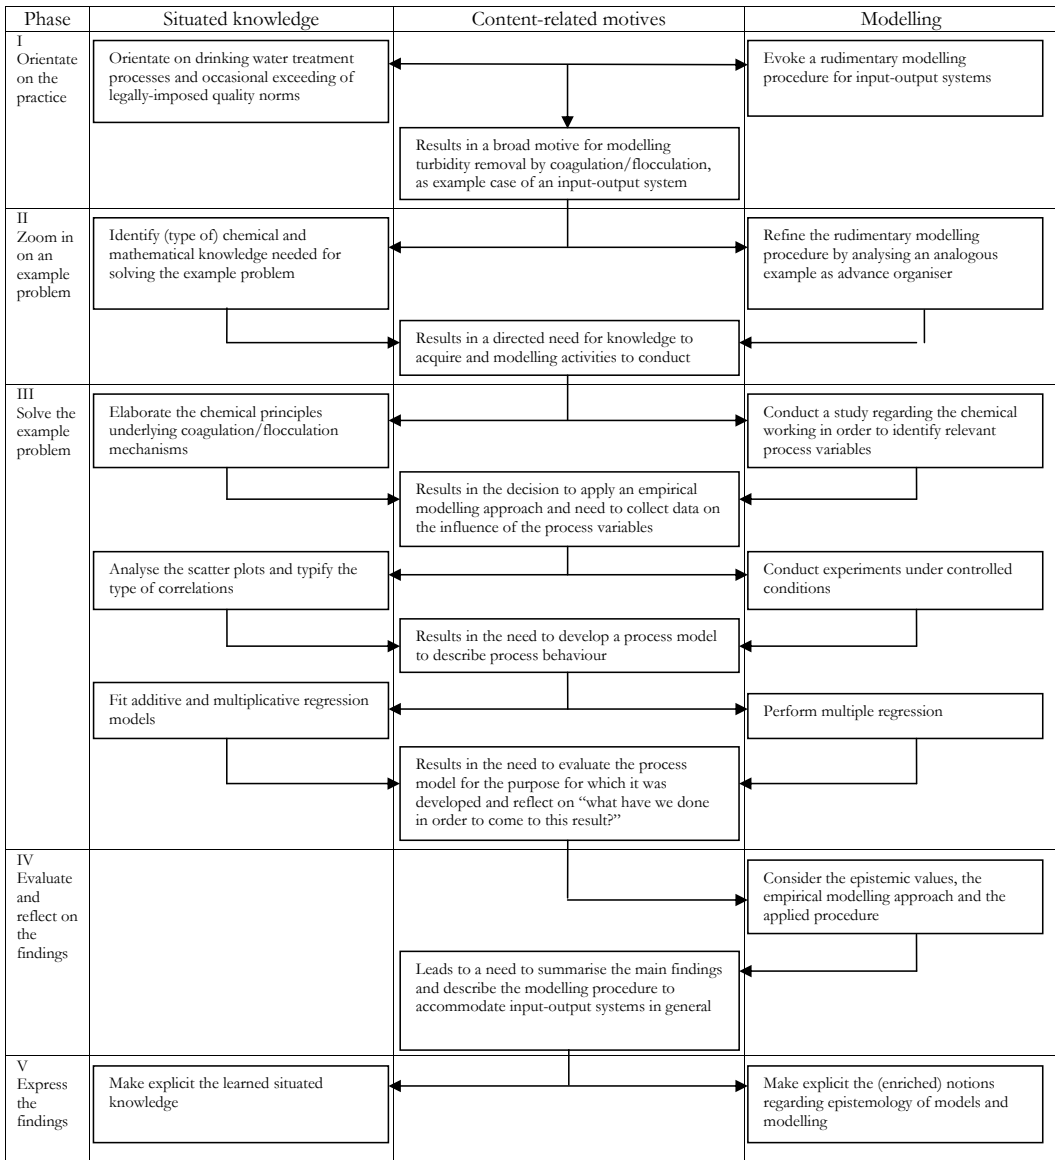 Phase
Situated knowledge
Content-related motives
Modelling
I
Orientate
on the
practice
Orientate on drinking water treatment
processes and occasional exceeding of
legally-imposed quality norms
Evoke a rudimentary modelling
procedure for input-output systems
Results in a broad motive for modelling
turbidity removal by coagulation/flocculation,
as example case of an input-output system
II
Zoom in
on an
example
problem
Identify (type of) chemical and
mathematical knowledge needed for
solving the example problem
Refine the rudimentary modelling
procedure by analysing an analogous
example as advance organiser
Results in a directed need for knowledge to
acquire and modelling activities to conduct
III
Solve the
example
problem
Elaborate the chemical principles
underlying coagulation/flocculation
mechanisms
Conduct a study regarding the chemical
working in order to identify relevant
process variables
Results in the decision to apply an empirical
modelling approach and need to collect data on
the influence of the process variables
Analyse the scatter plots and typify the
type of correlations
Conduct experiments under controlled
conditions
Results in the need to develop a process model
to describe process behaviour
Fit additive and multiplicative regression
models
Perform multiple regression
Results in the need to evaluate the process
model for the purpose for which it was
developed and reflect on “what have we done
in order to come to this result?”
IV
Evaluate
and
reflect on
the
findings
Consider the epistemic values, the
empirical modelling approach and the
applied procedure
Leads to a need to summarise the main findings
and describe the modelling procedure to
accommodate input-output systems in general
V
Express
the
findings
Make explicit the learned situated
knowledge
Make explicit the (enriched) notions
regarding epistemology of models and
modelling